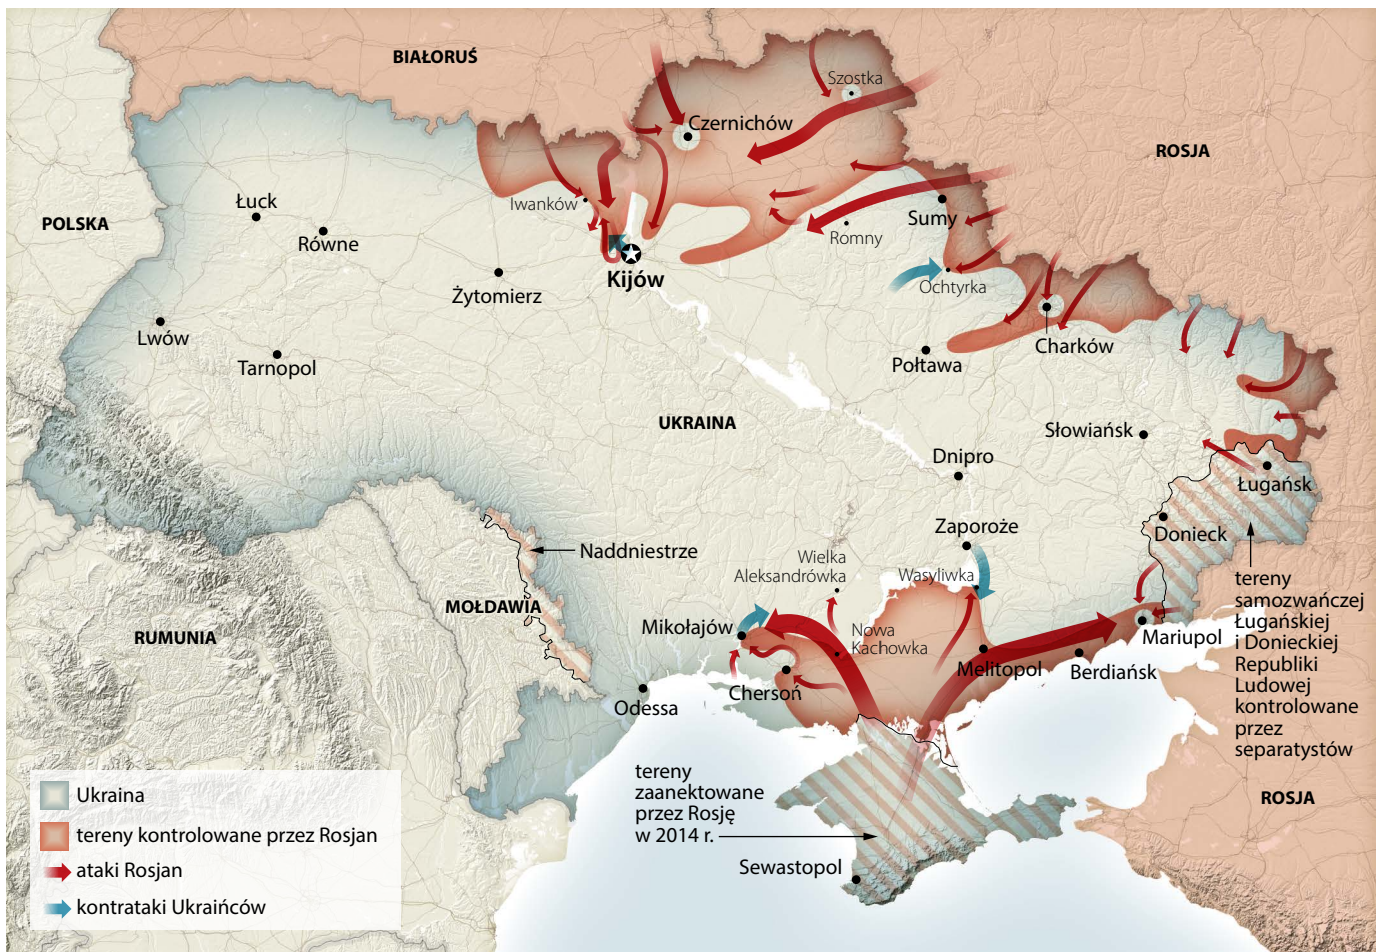 BIAŁORUŚ
Szostka
Czernichów
ROSJA
POLSKA
Łuck
Równe
Iwanków
Sumy
Romny
Kijów
Żytomierz
Ochtyrka
Lwów
Tarnopol
Charków
Połtawa
UKRAINA
Słowiańsk
Dnipro
Ługańsk
Zaporoże
Donieck
Naddniestrze
Wielka
Aleksandrówka
Wasyliwka
MOŁDAWIA
RUMUNIA
Mikołajów
Nowa
Kachowka
Mariupol
Melitopol
Berdiańsk
Chersoń
Odessa
tereny
samozwańczej
Ługańskiej
i Donieckiej
Republiki
Ludowej
kontrolowane
przez
separatystów
tereny
zaanektowane
przez Rosję
w 2014 r.
ROSJA
Sewastopol
Ukraina
tereny kontrolowane przez Rosjan
ataki Rosjan
kontrataki Ukraińców